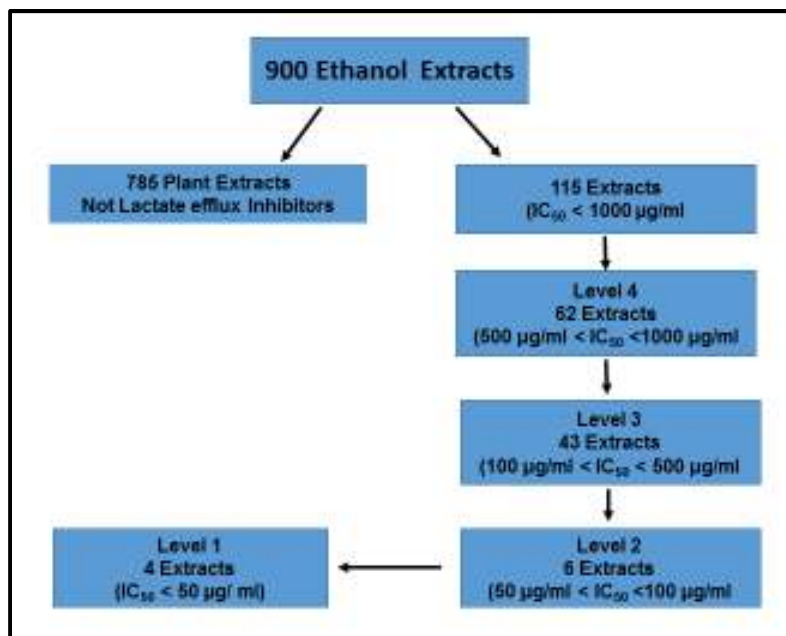 900 Ethanol Extracts
785 Plant Extracts
Not Lactate efflux Inhibitors
115 Extracts
(IC₅₀ < 1000 µg/ml
Level 4
62 Extracts
(500 µg/ml < IC₅₀ <1000 µg/ml
Level 3
43 Extracts
(100 µg/ml < IC₅₀ < 500 µg/ml
Level 2
6 Extracts
(50 µg/ml < IC₅₀ <100 µg/ml
Level 1
4 Extracts
(IC₅₀ < 50 µg/ ml)